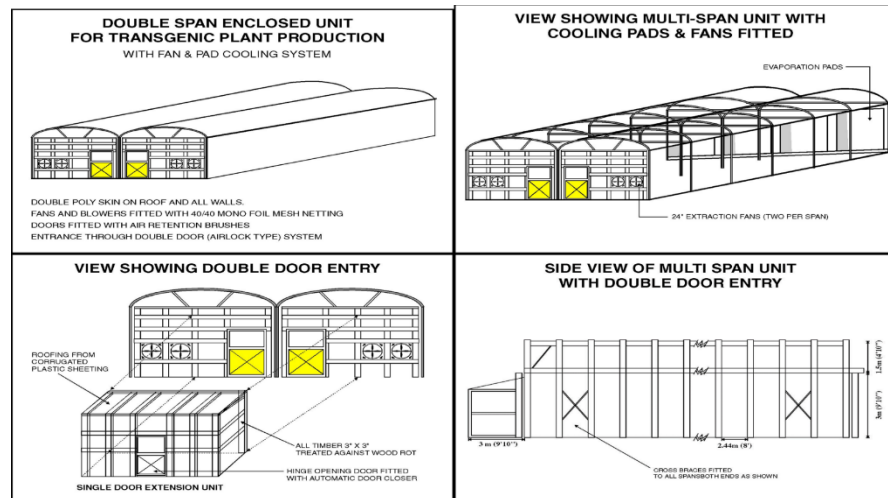 DOUBLE SPAN ENCLOSED UNIT
FOR TRANSGENIC PLANT PRODUCTION
WITH FAN & PAD COOLING SYSTEM
DOUBLE POLY SKIN ON ROOF AND ALL WALLS.
FANS AND BLOWERS FITTED WITH 40/40 MONO FOIL MESH NETTING
DOORS FITTED WITH AIR RETENTION BRUSHES
ENTRANCE THROUGH DOUBLE DOOR (AIRLOCK TYPE) SYSTEM
VIEW SHOWING MULTI-SPAN UNIT WITH
COOLING PADS & FANS FITTED
EVAPORATION PADS
24" EXTRACTION FANS (TWO PER SPAN)
VIEW SHOWING DOUBLE DOOR ENTRY
ROOFING FROM
CORRUGATED
PLASTIC SHEETING
ALL TIMBER 3" X 3"
TREATED AGAINST WOOD ROT
HINGE OPENING DOOR FITTED
WITH AUTOMATIC DOOR CLOSER
SINGLE DOOR EXTENSION UNIT
SIDE VIEW OF MULTI SPAN UNIT
WITH DOUBLE DOOR ENTRY
1.5m (4'10")
3m (9'10")
3 m (9'10")
2.44m (8')
CROSS BRACES FITTED
TO ALL SPANSBOTH ENDS AS SHOWN